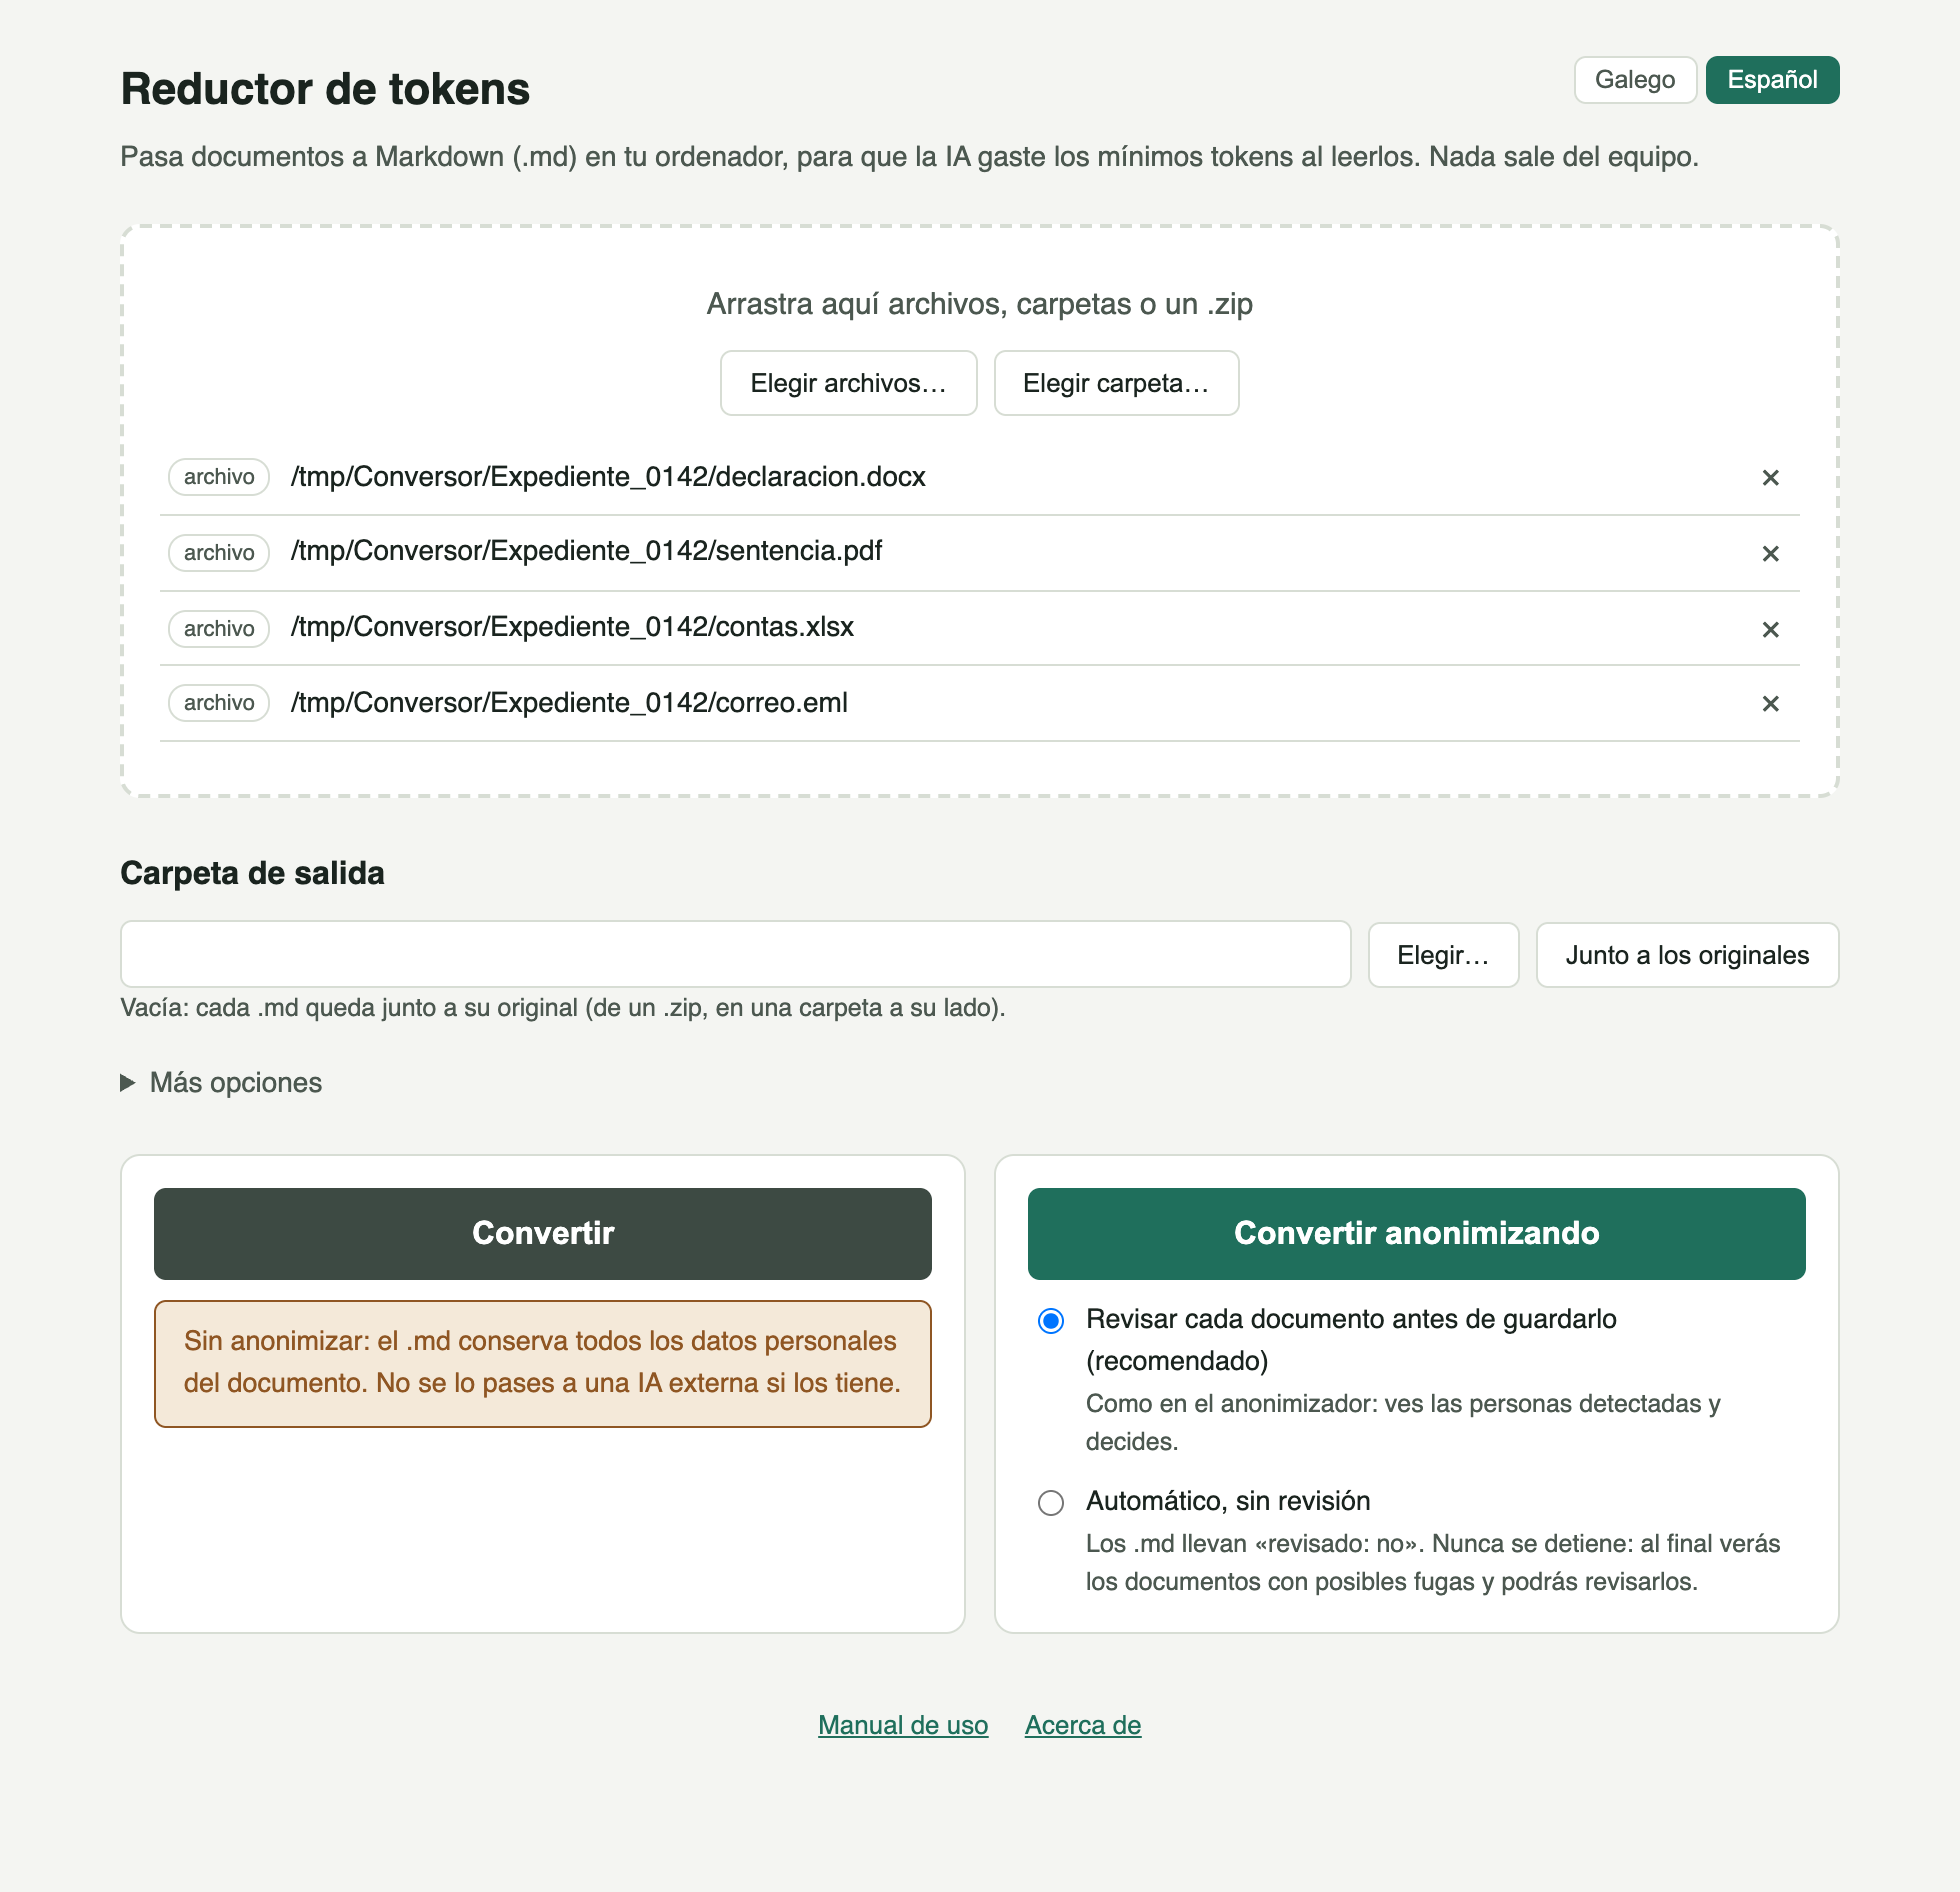 Reductor de tokens
Galego
Español
Pasa documentos a Markdown (.md) en tu ordenador, para que la IA gaste los mínimos tokens al leerlos. Nada sale del equipo.
Arrastra aquí archivos, carpetas o un .zip
Elegir archivos…
Elegir carpeta…
archivo /tmp/Conversor/Expediente_0142/declaracion.docx ×
archivo /tmp/Conversor/Expediente_0142/sentencia.pdf ×
archivo /tmp/Conversor/Expediente_0142/contas.xlsx ×
archivo /tmp/Conversor/Expediente_0142/correo.eml ×
Carpeta de salida
Elegir…
Junto a los originales
Vacía: cada .md queda junto a su original (de un .zip, en una carpeta a su lado).
▶ Más opciones
Convertir
Sin anonimizar: el .md conserva todos los datos personales
del documento. No se lo pases a una IA externa si los tiene.
Convertir anonimizando
Revisar cada documento antes de guardarlo
(recomendado)
Como en el anonimizador: ves las personas detectadas y
decides.
Automático, sin revisión
Los .md llevan «revisado: no». Nunca se detiene: al final verás
los documentos con posibles fugas y podrás revisarlos.
Manual de uso
Acerca de